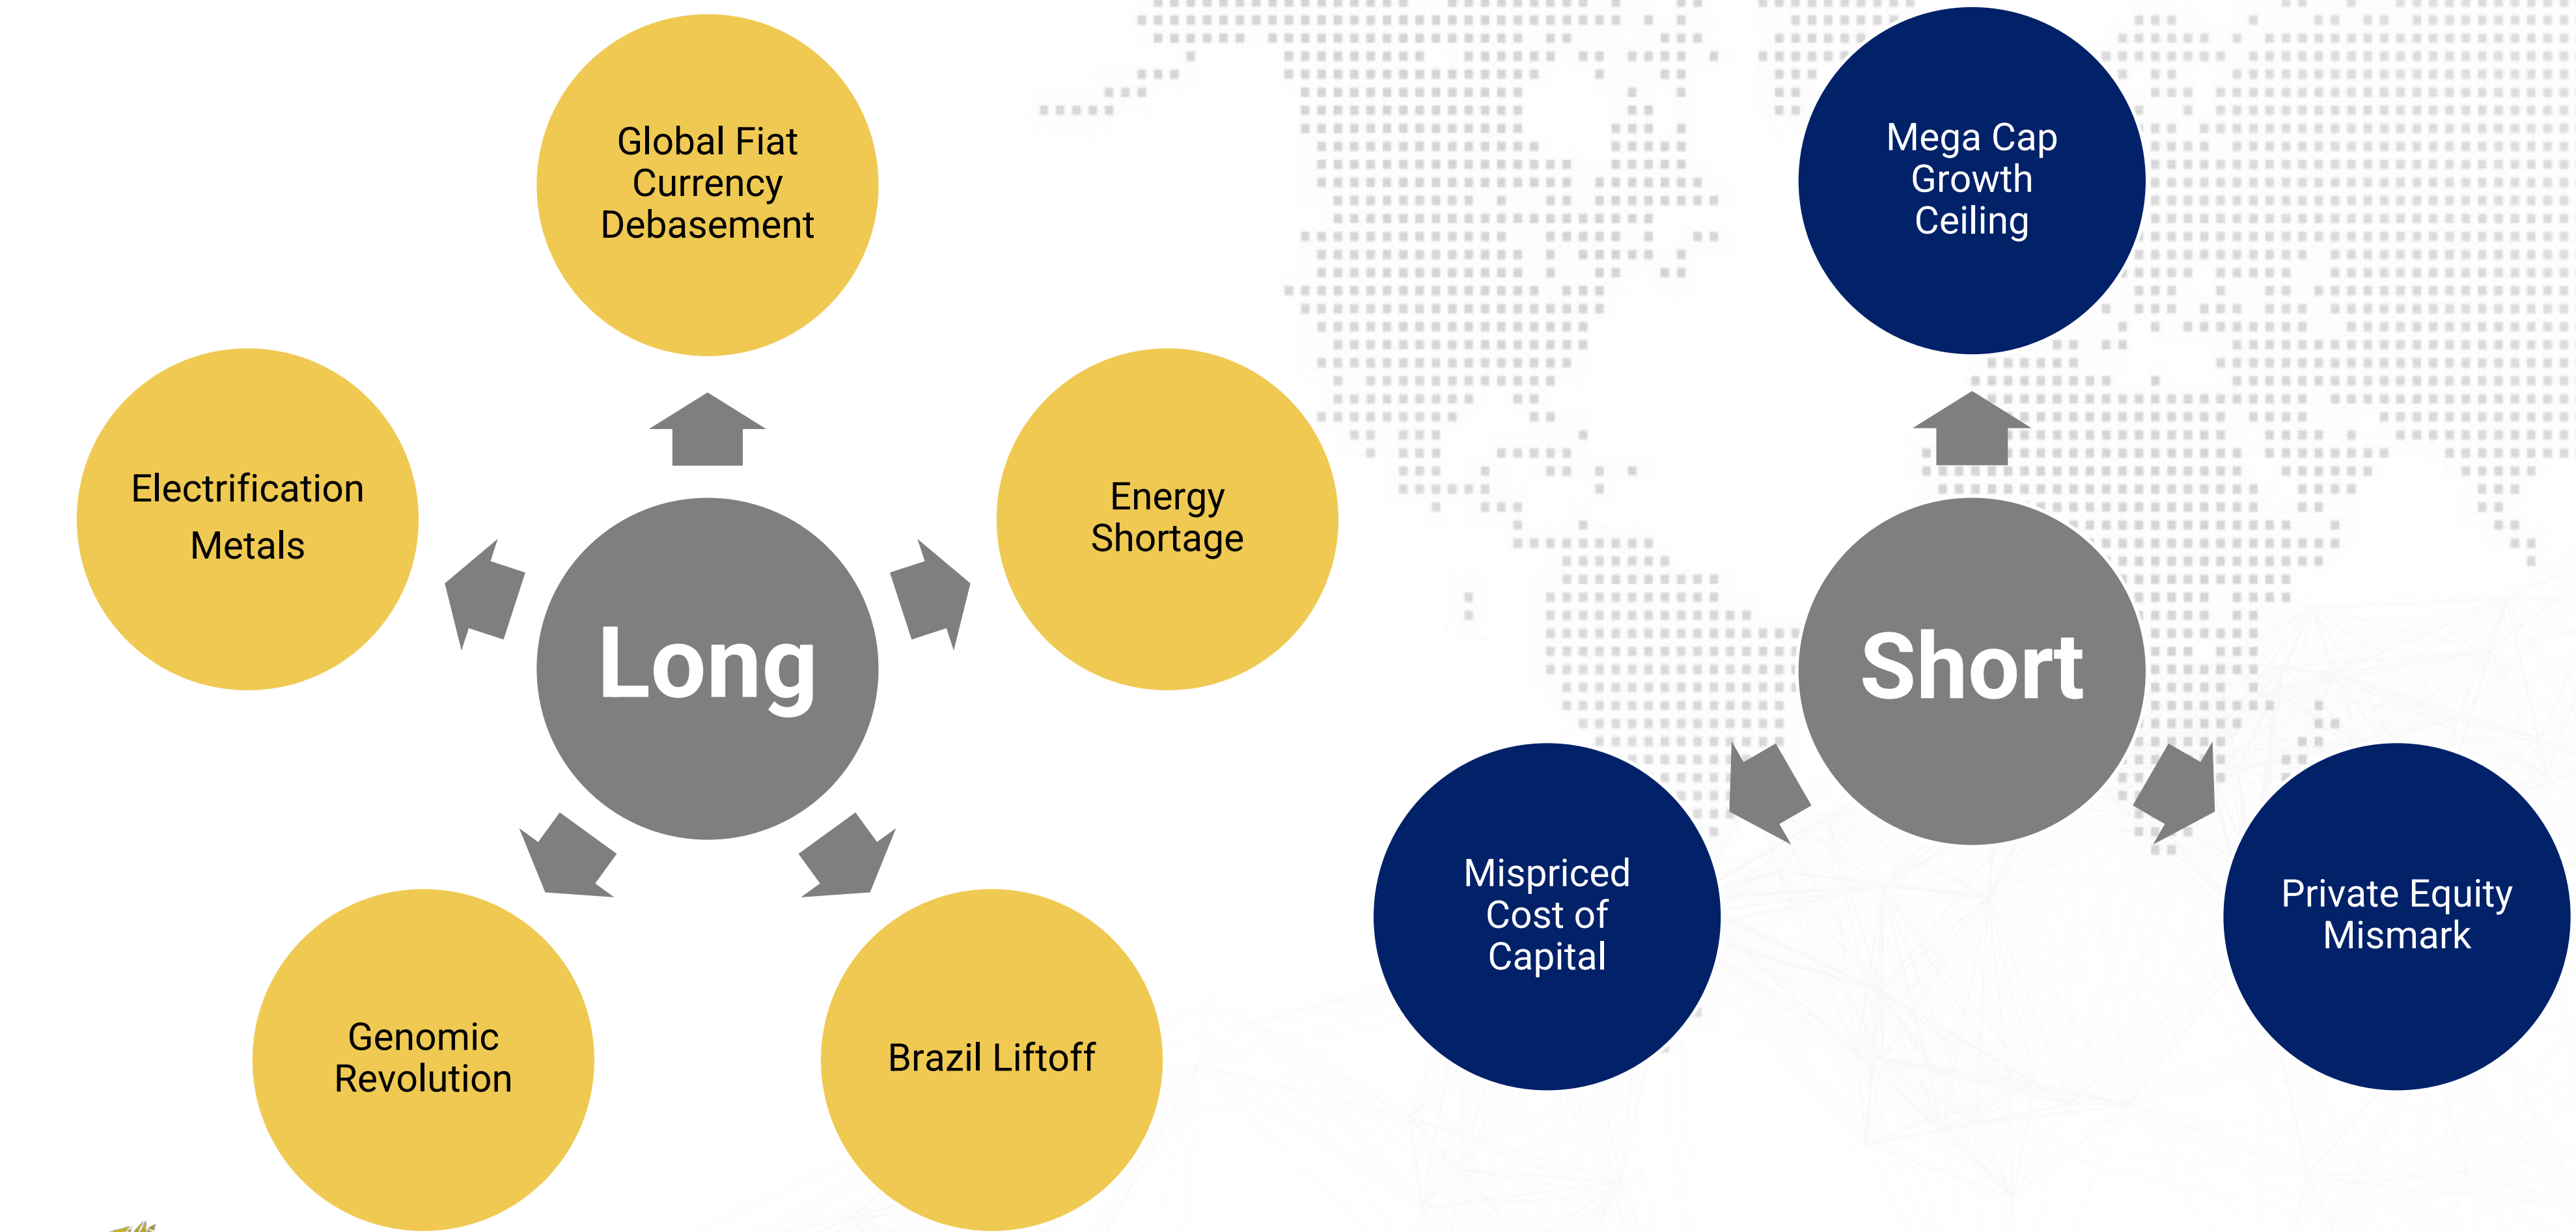 Global Fiat
Currency
Debasement
Electrification
Metals
Energy
Shortage
Long
Genomic
Revolution
Brazil Liftoff
Mega Cap
Growth
Ceiling
Short
Mispriced
Cost of
Capital
Private Equity
Mismark